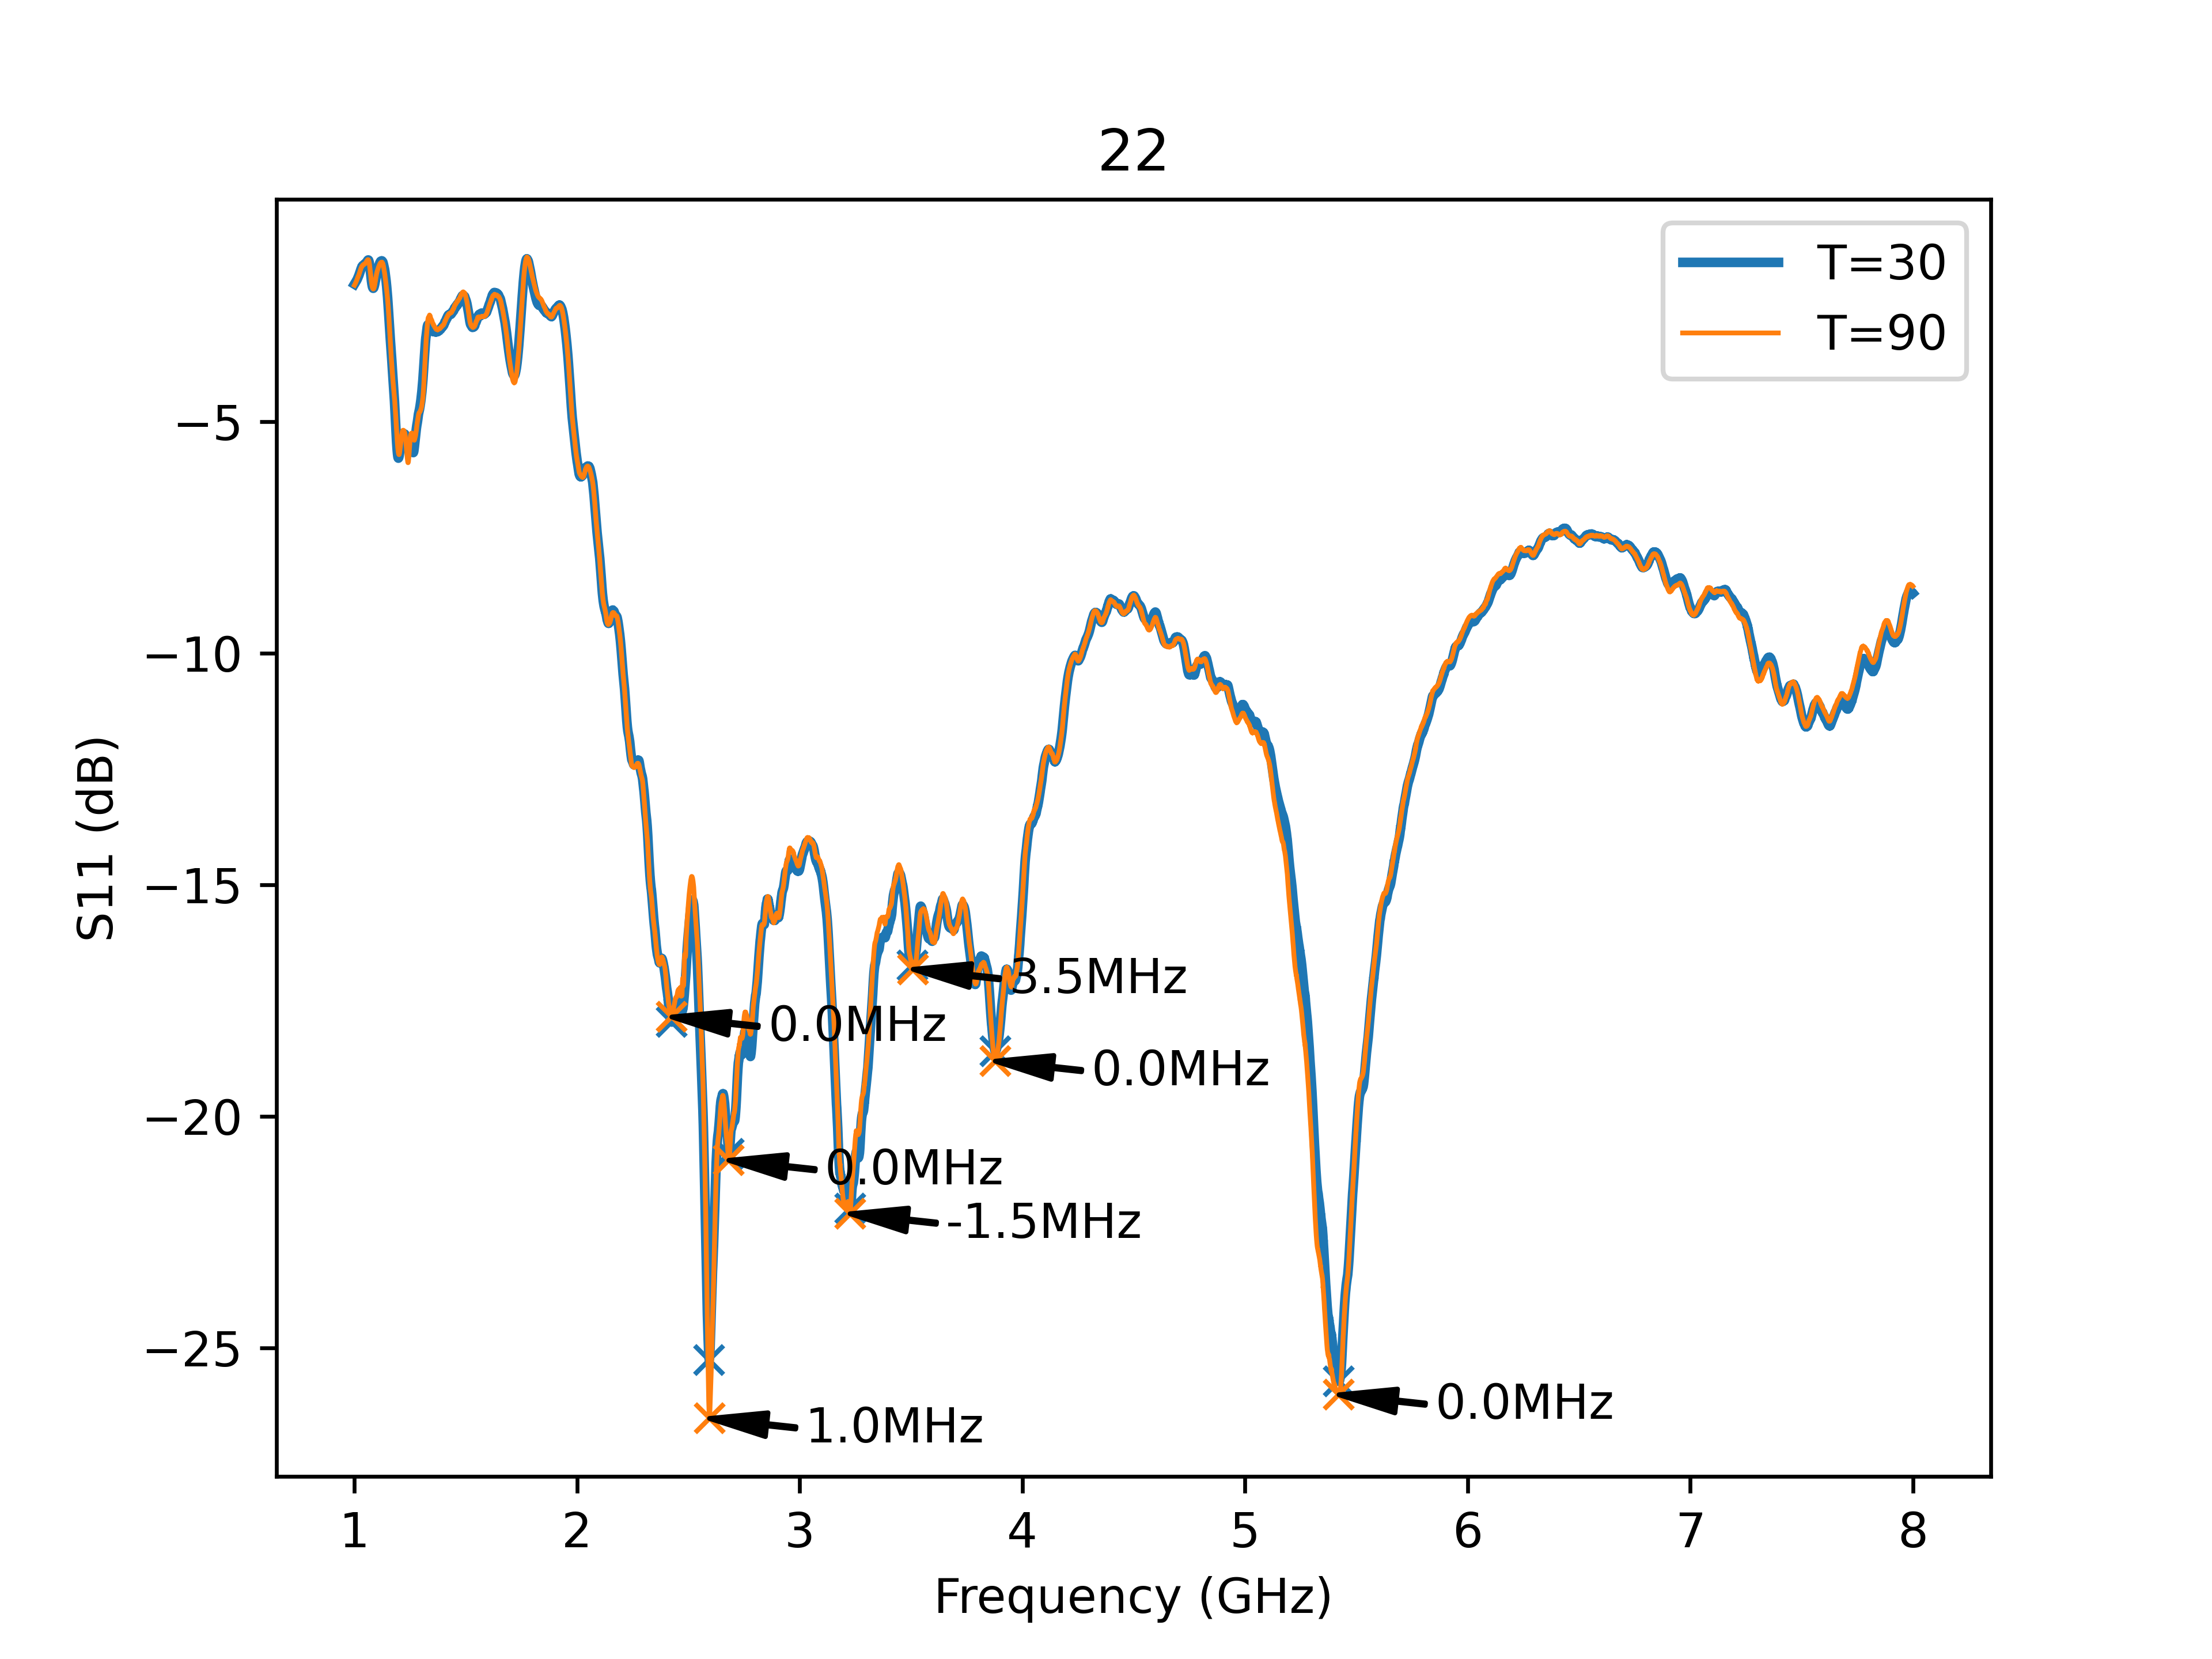 22
T=30
T=90
−5
−10
−15
−20
−25
S11 (dB)
3.5MHz
0.0MHz
0.0MHz
0.0MHz
-1.5MHz
1.0MHz
0.0MHz
1 2 3 4 5 6 7 8
Frequency (GHz)